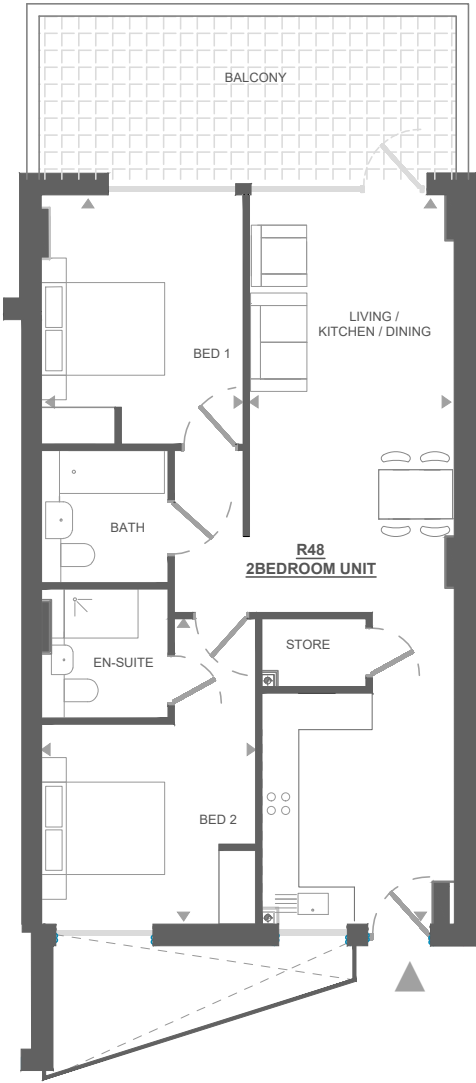 BALCONY
LIVING /
KITCHEN / DINING
BED 1
BATH
R48
2BEDROOM UNIT
STORE
EN-SUITE
BED 2